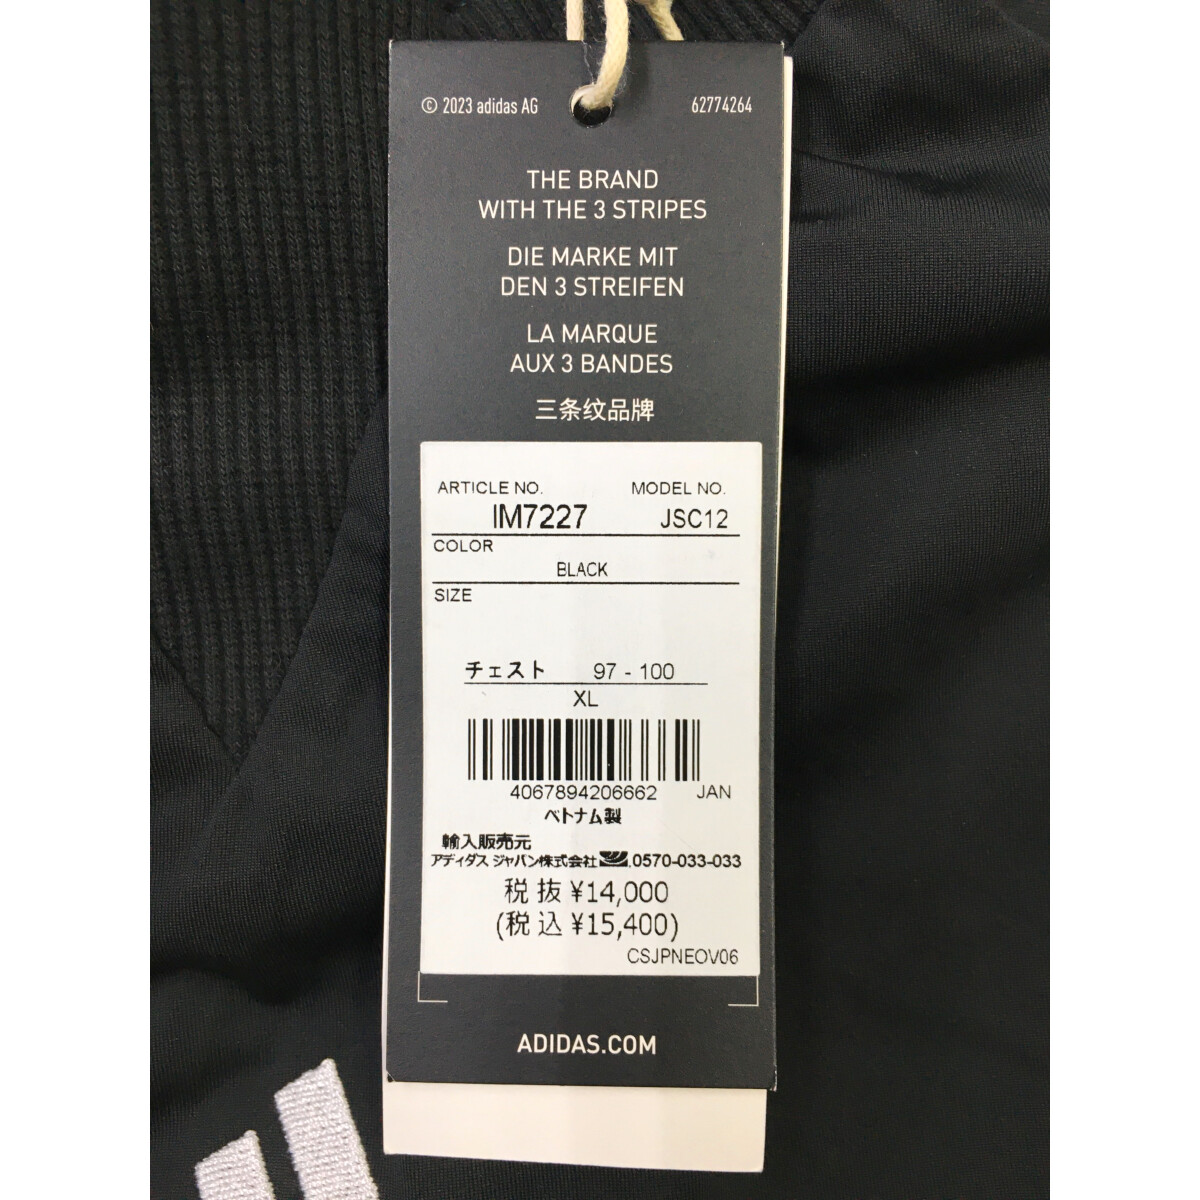 © 2023 adidas AG 62774264
THE BRAND
WITH THE 3 STRIPES
DIE MARKE MIT
DEN 3 STREIFEN
LA MARQUE
AUX 3 BANDES
三条纹品牌
ARTICLE NO. MODEL NO.
IM7227 JSC12
COLOR
BLACK
SIZE
チェスト 97 - 100
XL
4067894206662 JAN
ベトナム製
輸入販売元
アディダス ジャパン株式会社 0570-033-033
税抜 ¥14,000
(税込 ¥15,400)
CSJPNEOV06
ADIDAS.COM